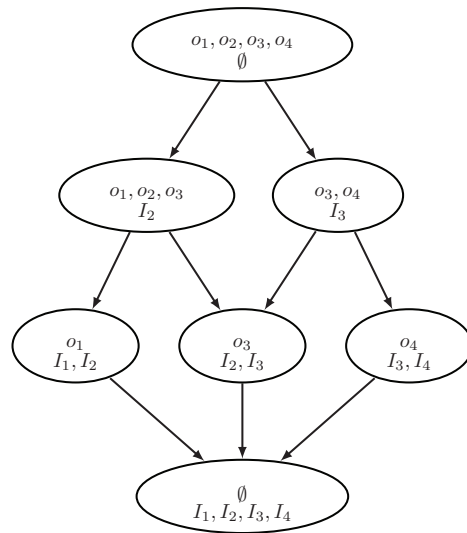 o₁, o₂, o₃, o₄
∅
o₁, o₂, o₃
I₂
o₃, o₄
I₃
o₁
I₁, I₂
o₃
I₂, I₃
o₄
I₃, I₄
∅
I₁, I₂, I₃, I₄